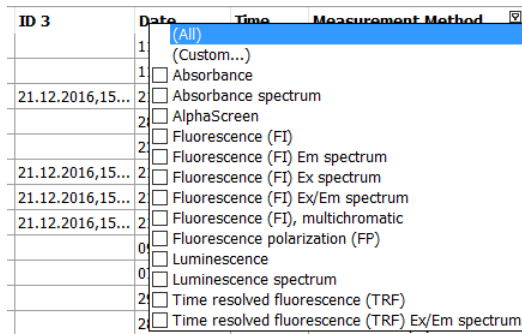 ID 3 Date Time Measurement Method
(All)
(Custom...)
Absorbance
21.12.2016,15... Absorbance spectrum
AlphaScreen
Fluorescence (FI)
Fluorescence (FI) Em spectrum
21.12.2016,15... Fluorescence (FI) Ex spectrum
21.12.2016,15... Fluorescence (FI) Ex/Em spectrum
21.12.2016,15... Fluorescence (FI), multichromatic
Fluorescence polarization (FP)
Luminescence
Luminescence spectrum
Time resolved fluorescence (TRF)
Time resolved fluorescence (TRF) Ex/Em spectrum